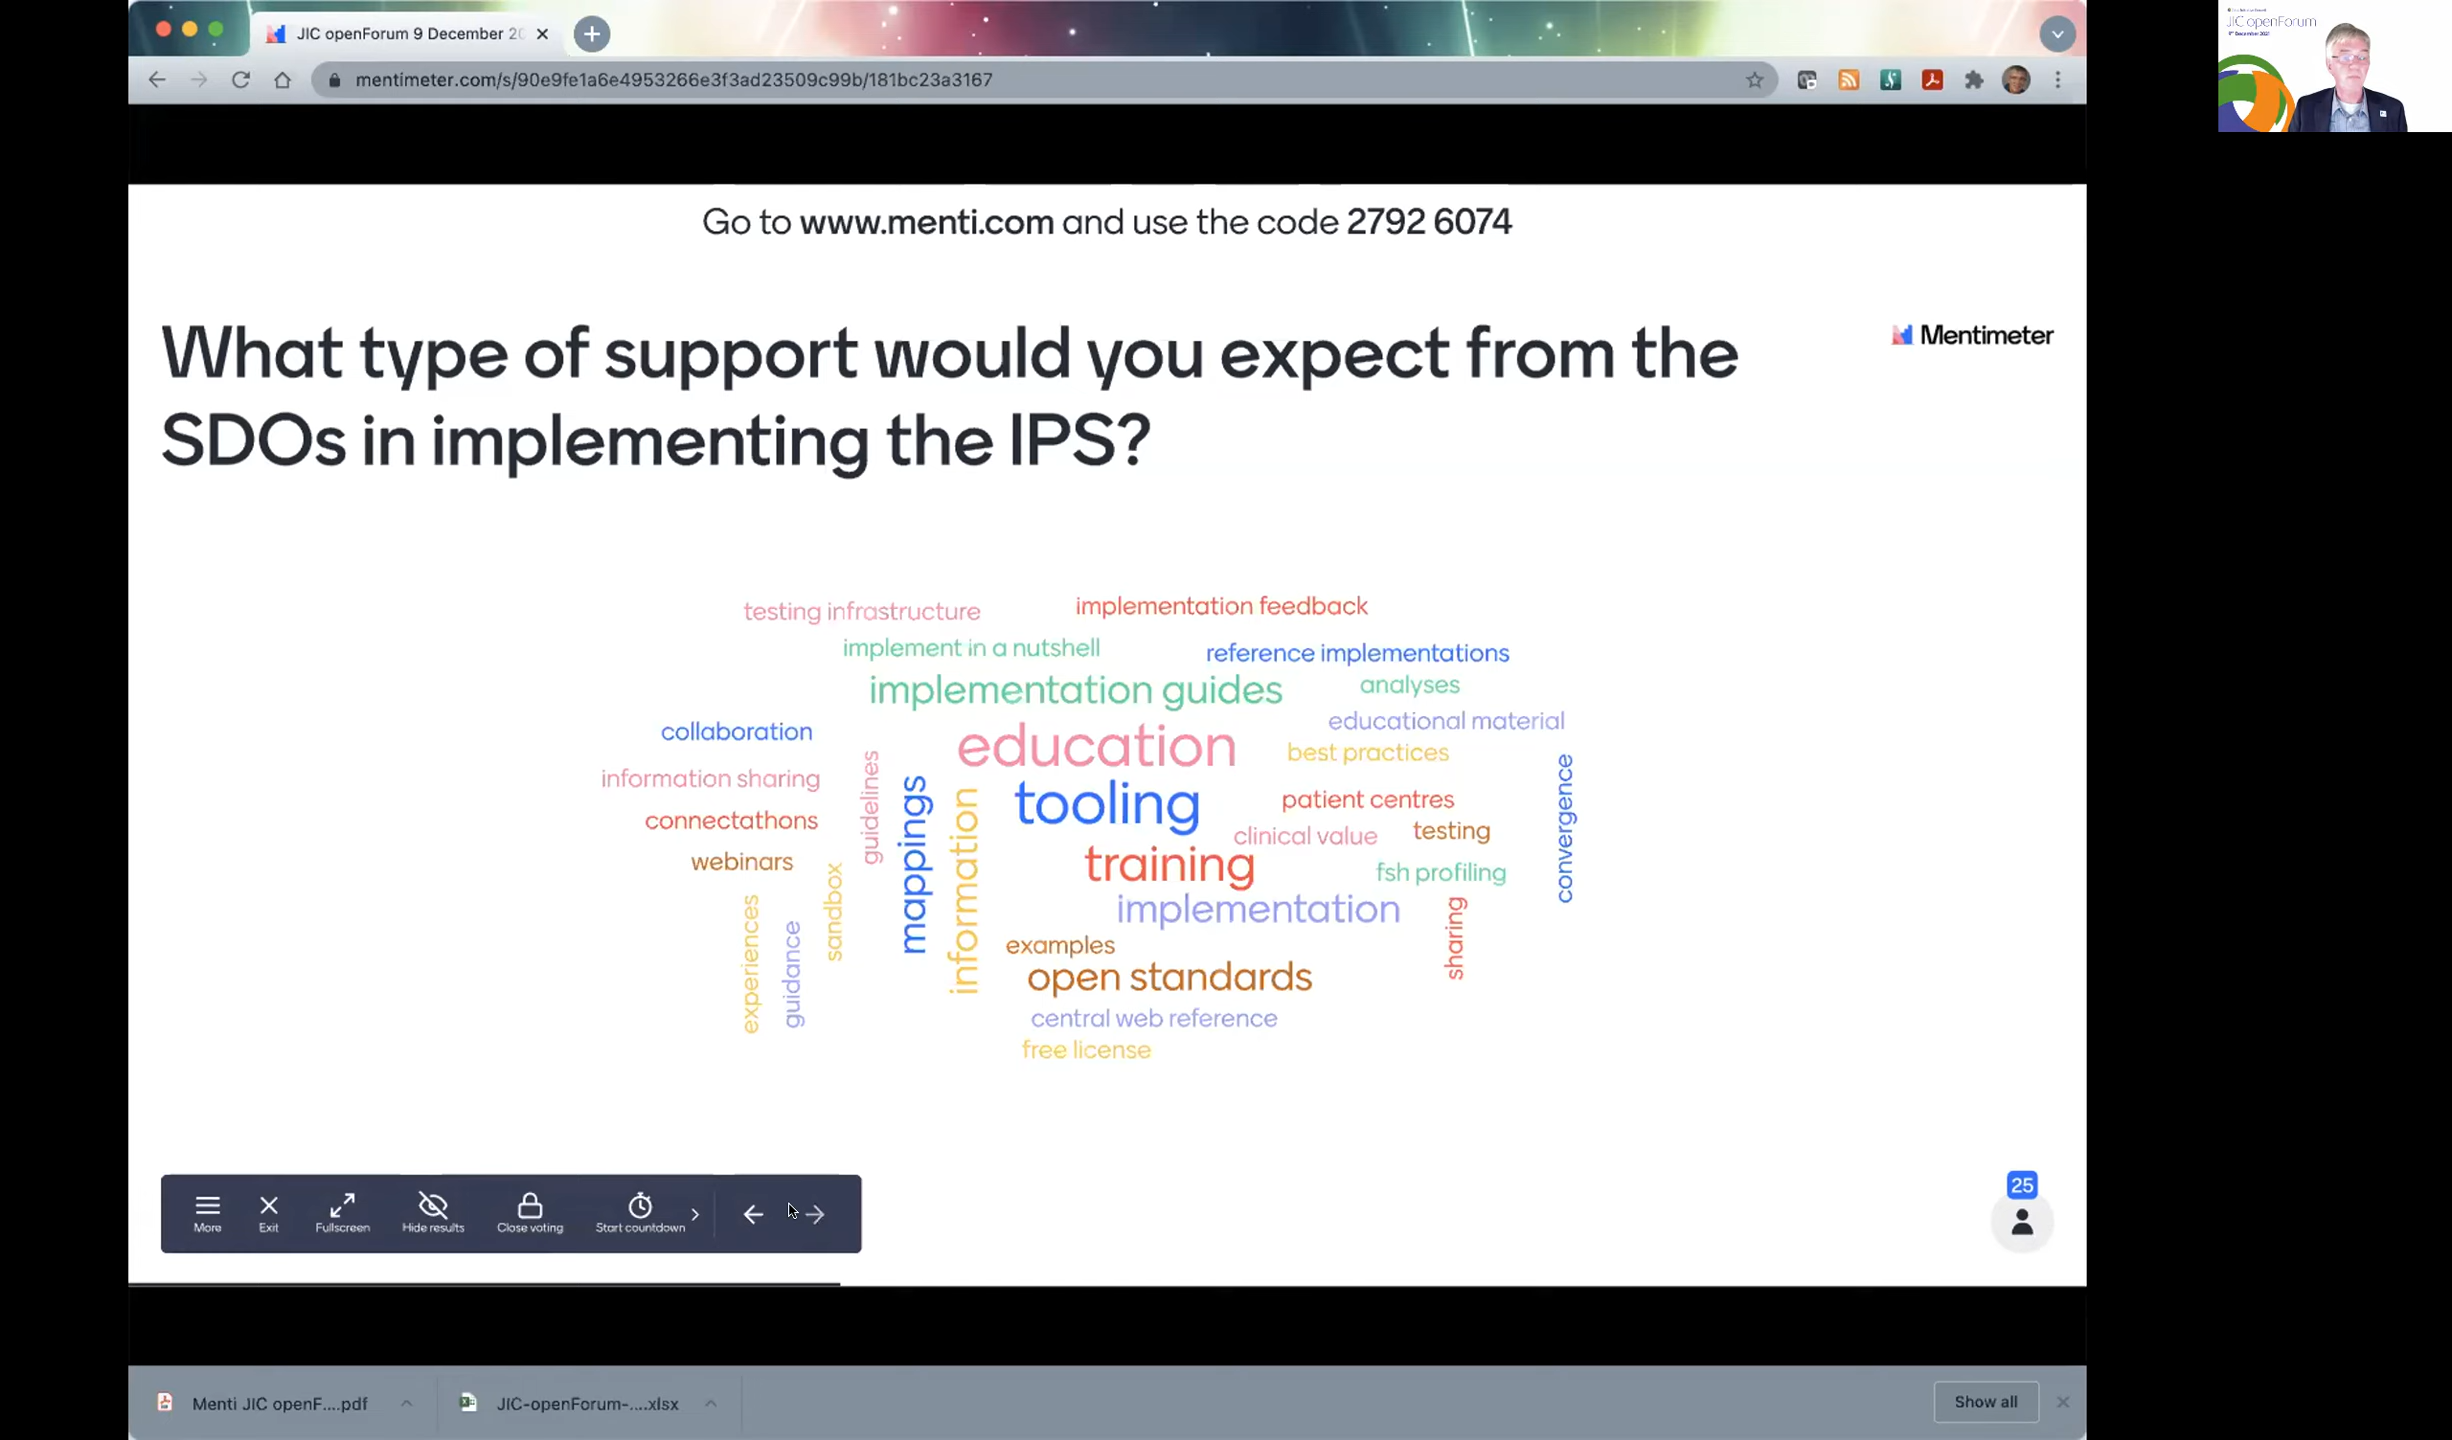 JIC openForum 9 December 20
mentimeter.com/s/90e9fe1a6e4953266e3f3ad23509c99b/181bc23a3167
JIC openForum
9th December 2021
Go to www.menti.com and use the code 2792 6074
What type of support would you expect from the
SDOs in implementing the IPS?
Mentimeter
testing infrastructure
implementation feedback
implement in a nutshell
reference implementations
implementation guides
analyses
collaboration
educational material
education
best practices
information sharing
guidelines
mappings
information
tooling
patient centres
convergence
connectathons
clinical value
testing
webinars
training
fsh profiling
sandbox
implementation
experiences
guidance
sharing
examples
open standards
central web reference
free license
25
More
Exit
Fullscreen
Hide results
Close voting
Start countdown
Menti JIC openF....pdf
JIC-openForum-....xlsx
Show all